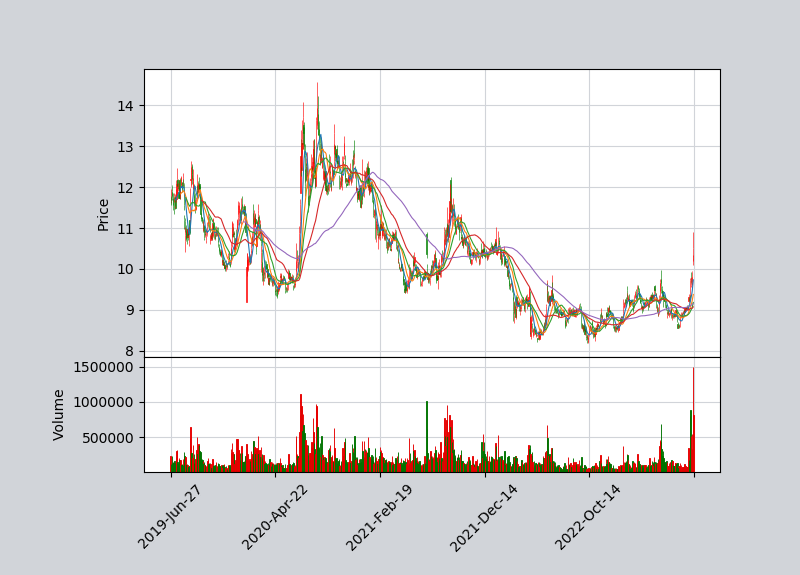 14
13
12
11
10
9
8
Price
1500000
1000000
500000
Volume
2019-Jun-27
2020-Apr-22
2021-Feb-19
2021-Dec-14
2022-Oct-14